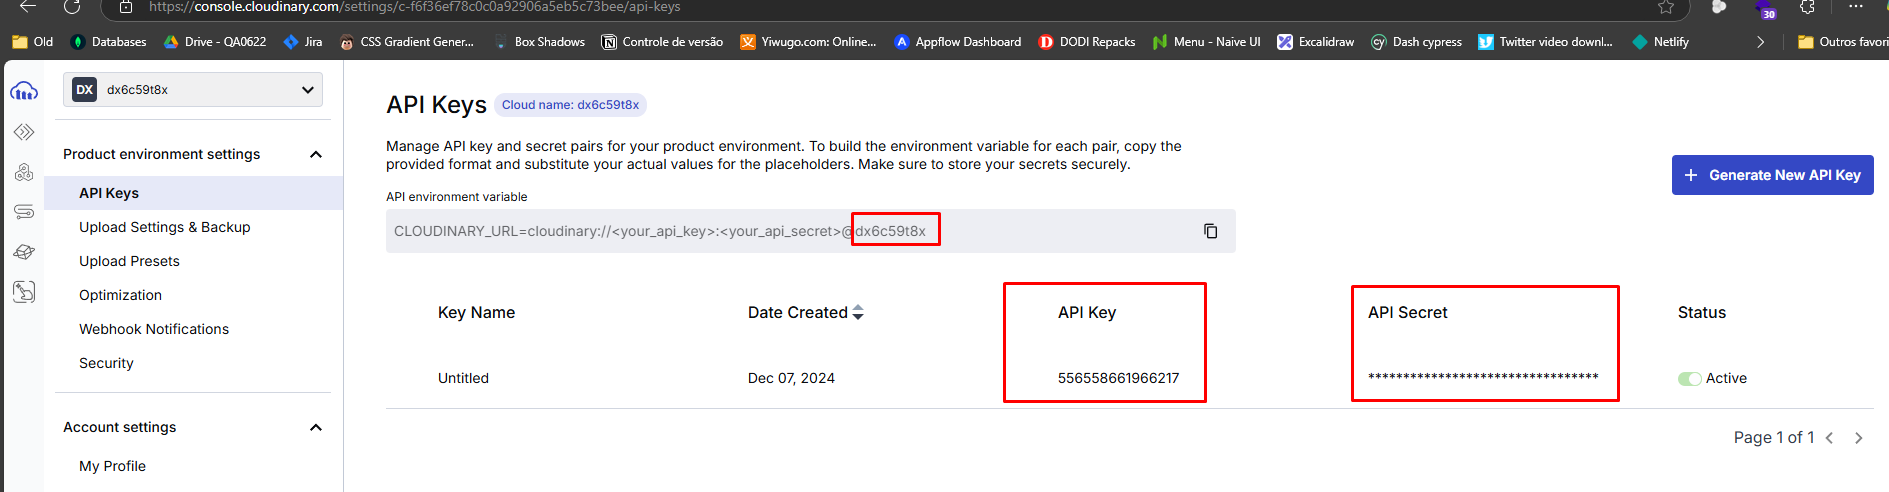 https://console.cloudinary.com/settings/c-f6f36ef78c0c0a92906a5eb5c73bee/api-keys
30
Old Databases Drive - QA0622 Jira CSS Gradient Gener... Box Shadows Controle de versão Yiwugo.com: Online... Appflow Dashboard DODI Repacks Menu - Naive UI Excalidraw Dash cypress Twitter video downl... Netlify Outros favori
DX dx6c59t8x
Product environment settings
API Keys
Upload Settings & Backup
Upload Presets
Optimization
Webhook Notifications
Security
Account settings
My Profile
API Keys Cloud name: dx6c59t8x
Manage API key and secret pairs for your product environment. To build the environment variable for each pair, copy the
provided format and substitute your actual values for the placeholders. Make sure to store your secrets securely.
+ Generate New API Key
API environment variable
CLOUDINARY_URL=cloudinary://<your_api_key>:<your_api_secret>@dx6c59t8x
Key Name Date Created API Key API Secret Status
Untitled Dec 07, 2024 556558661966217 ********************************* Active
Page 1 of 1